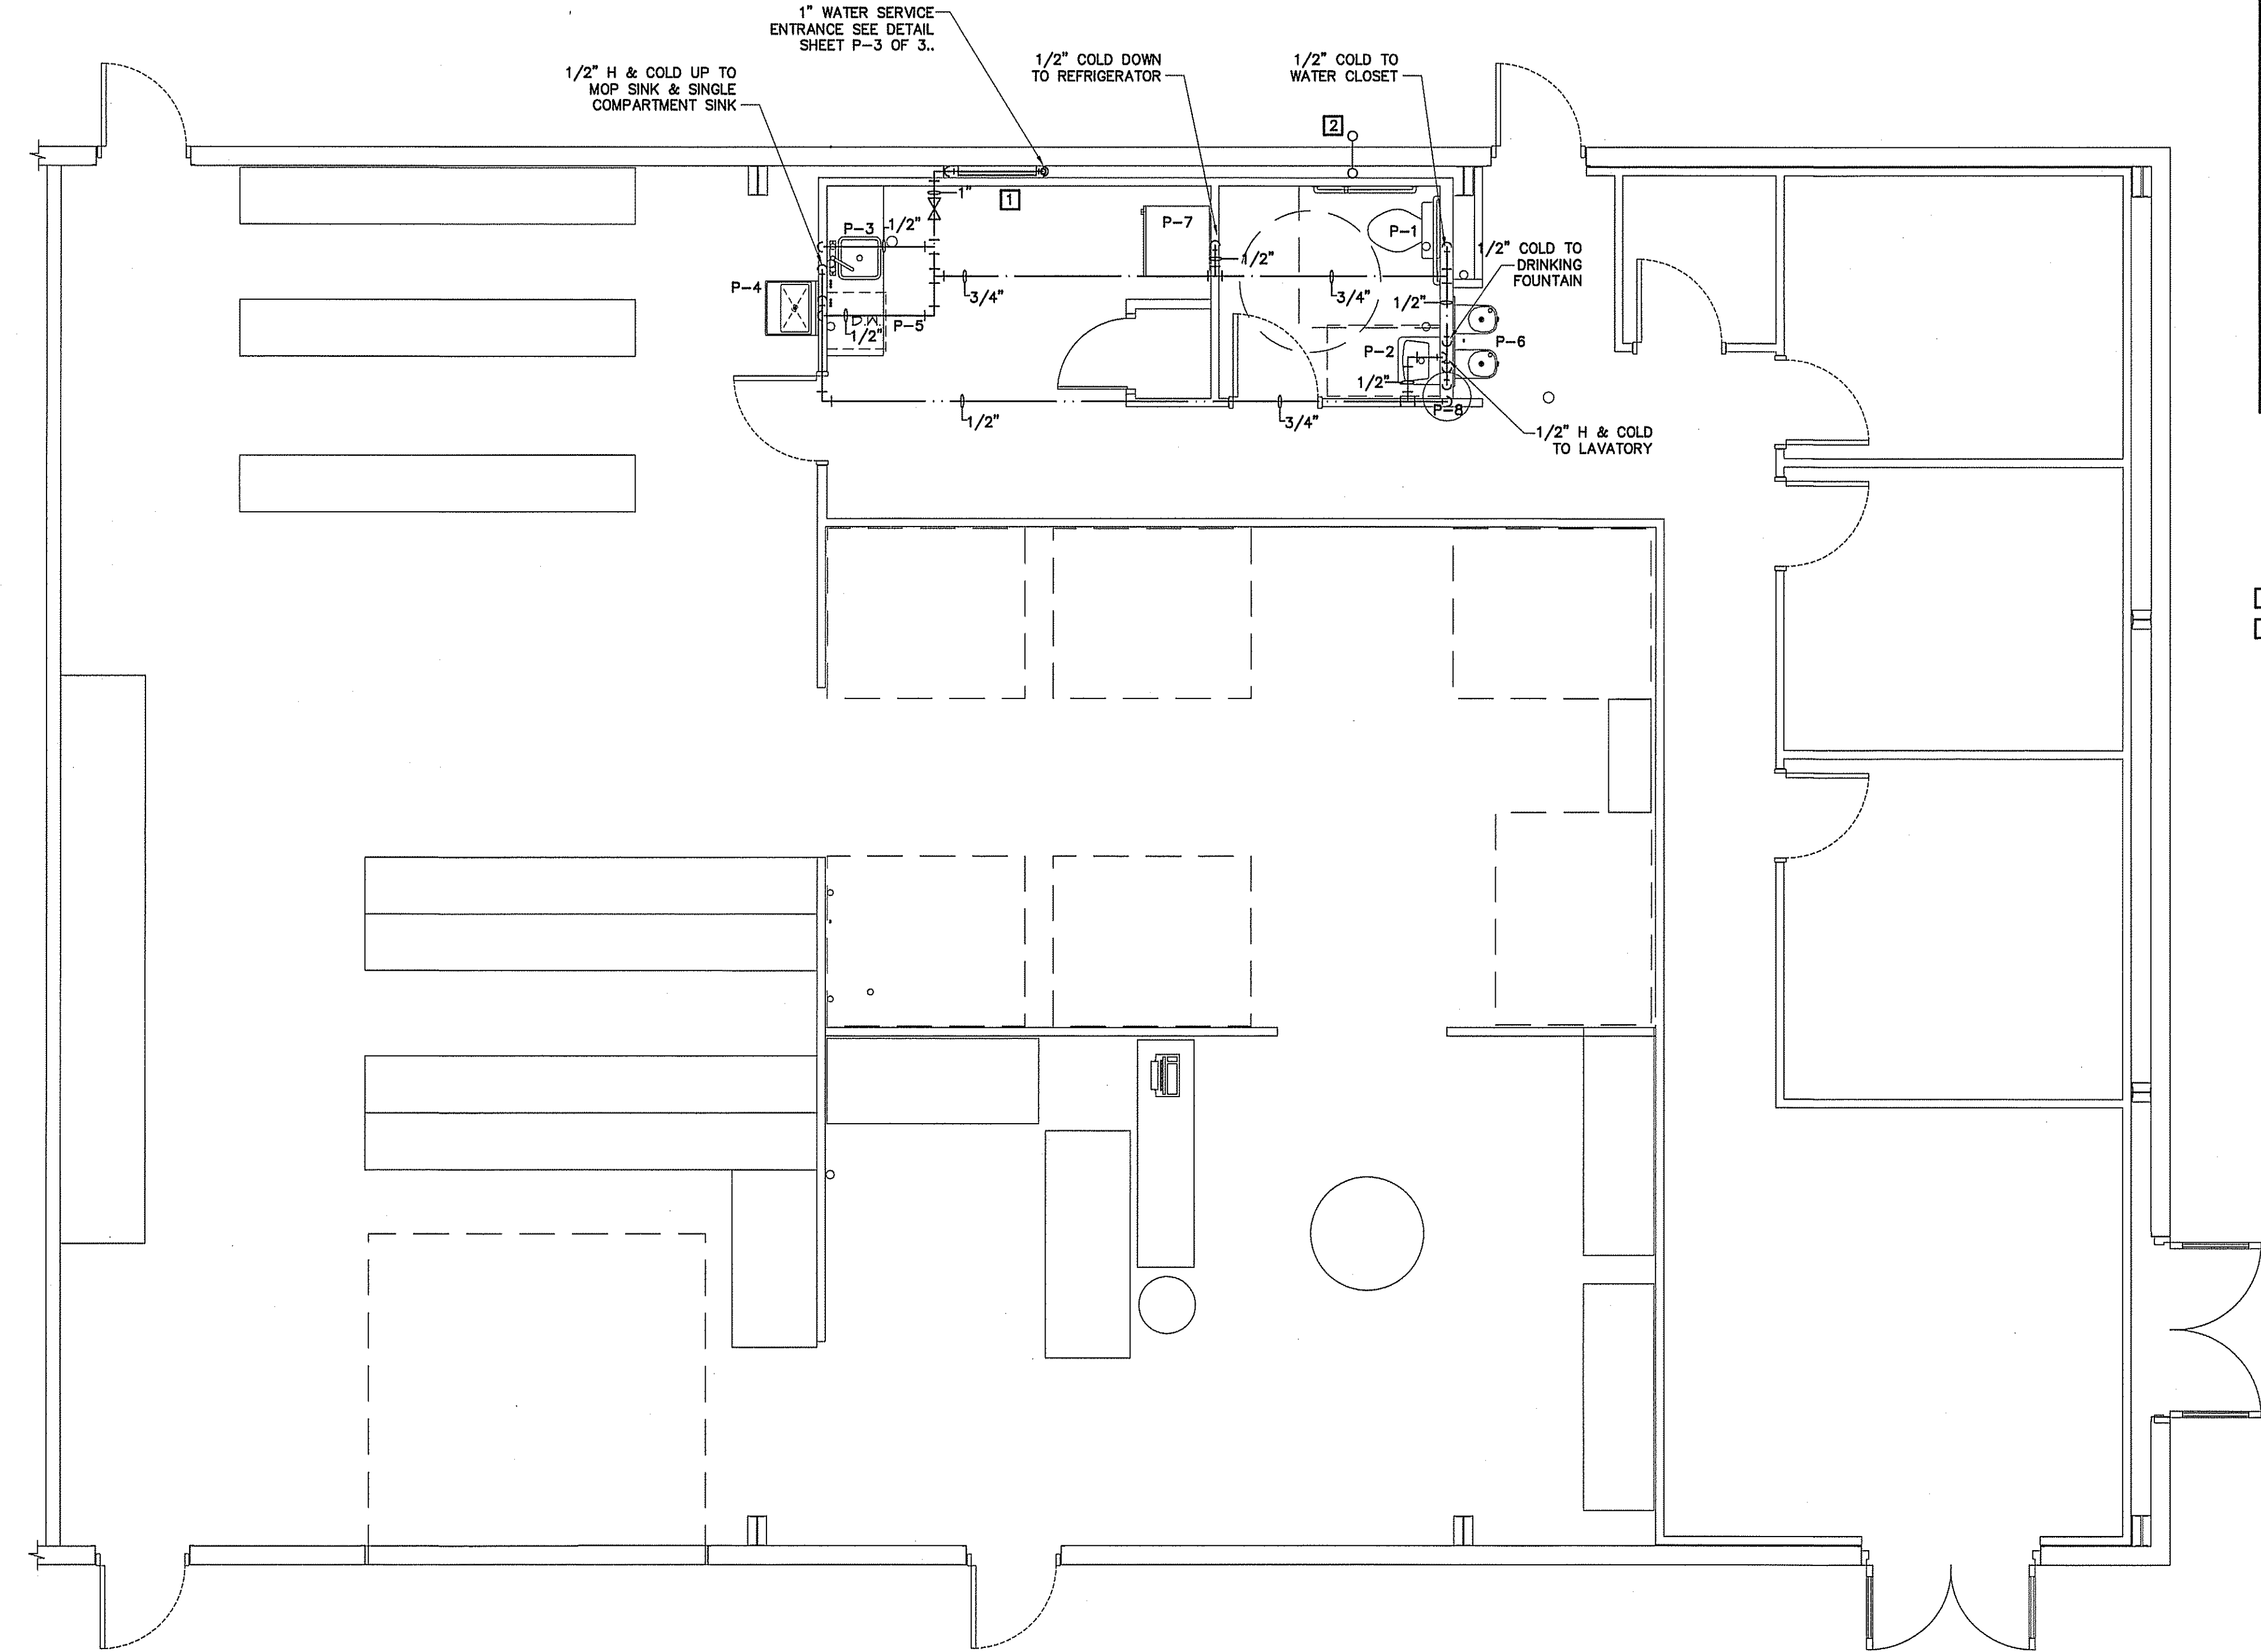 1" WATER SERVICE
ENTRANCE SEE DETAIL
SHEET P-3 OF 3..
1/2" H & COLD UP TO
MOP SINK & SINGLE
COMPARTMENT SINK
1/2" COLD DOWN
TO REFRIGERATOR
1/2" COLD TO
WATER CLOSET
2
1"
1
P-3
1/2"
P-7
P-1
1/2"
1/2" COLD TO
DRINKING
FOUNTAIN
P-4
3/4"
3/4"
1/2"
D.W.
P-5
1/2"
P-2
P-6
1/2"
P-8
1/2"
3/4"
1/2" H & COLD
TO LAVATORY